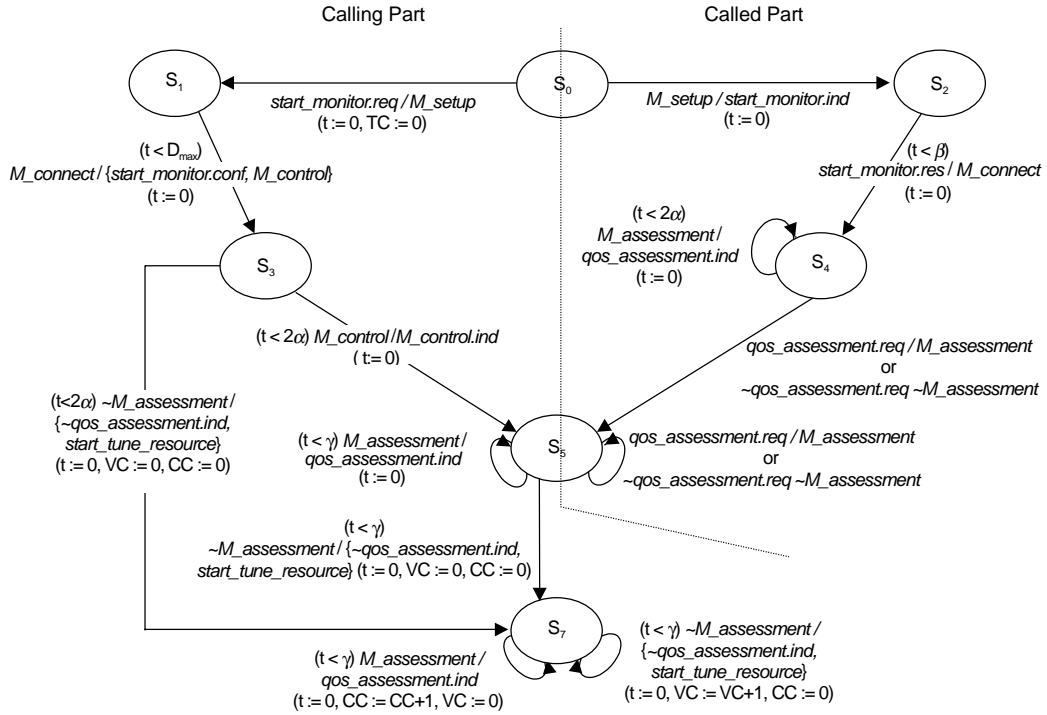 Calling Part
Called Part
S1
S0
S2
start_monitor.req / M_setup
(t := 0, TC := 0)
M_setup / start_monitor.ind
(t := 0)
(t < Dmax)
M_connect / {start_monitor.conf, M_control}
(t := 0)
(t < β)
start_monitor.res / M_connect
(t := 0)
(t < 2α)
M_assessment /
qos_assessment.ind
(t := 0)
S3
S4
(t < 2α) M_control/M_control.ind
(t:= 0)
qos_assessment.req / M_assessment
or
~qos_assessment.req ~M_assessment
(t<2α) ~M_assessment /
{~qos_assessment.ind,
start_tune_resource}
(t := 0, VC := 0, CC := 0)
(t < γ) M_assessment /
qos_assessment.ind
(t := 0)
S5
qos_assessment.req / M_assessment
or
~qos_assessment.req ~M_assessment
(t < γ)
~M_assessment / {~qos_assessment.ind,
start_tune_resource} (t := 0, VC := 0, CC := 0)
S7
(t < γ) M_assessment /
qos_assessment.ind
(t := 0, CC := CC+1, VC := 0)
(t < γ) ~M_assessment /
{~qos_assessment.ind,
start_tune_resource}
(t := 0, VC := VC+1, CC := 0)